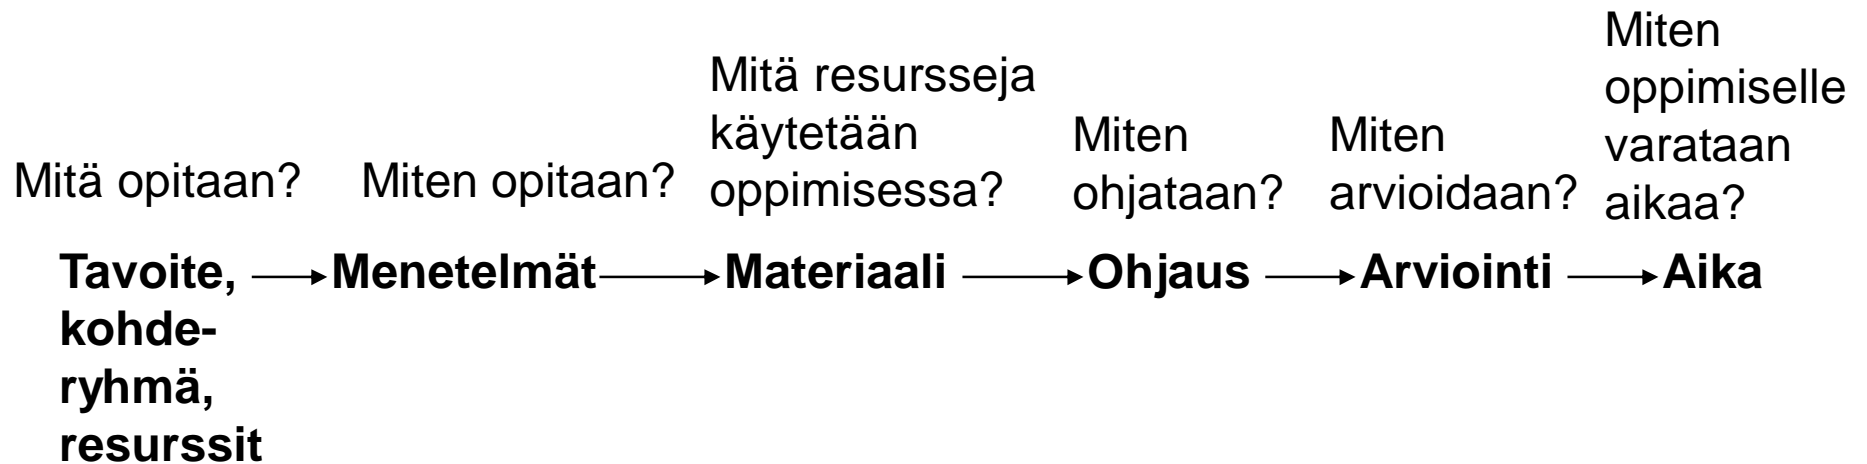 Mitä opitaan?
Miten opitaan?
Mitä resursseja
käytetään
oppimisessa?
Miten
ohjataan?
Miten
arvioidaan?
Miten
oppimiselle
varataan
aikaa?
Tavoite,
kohde-
ryhmä,
resurssit
Menetelmät
Materiaali
Ohjaus
Arviointi
Aika